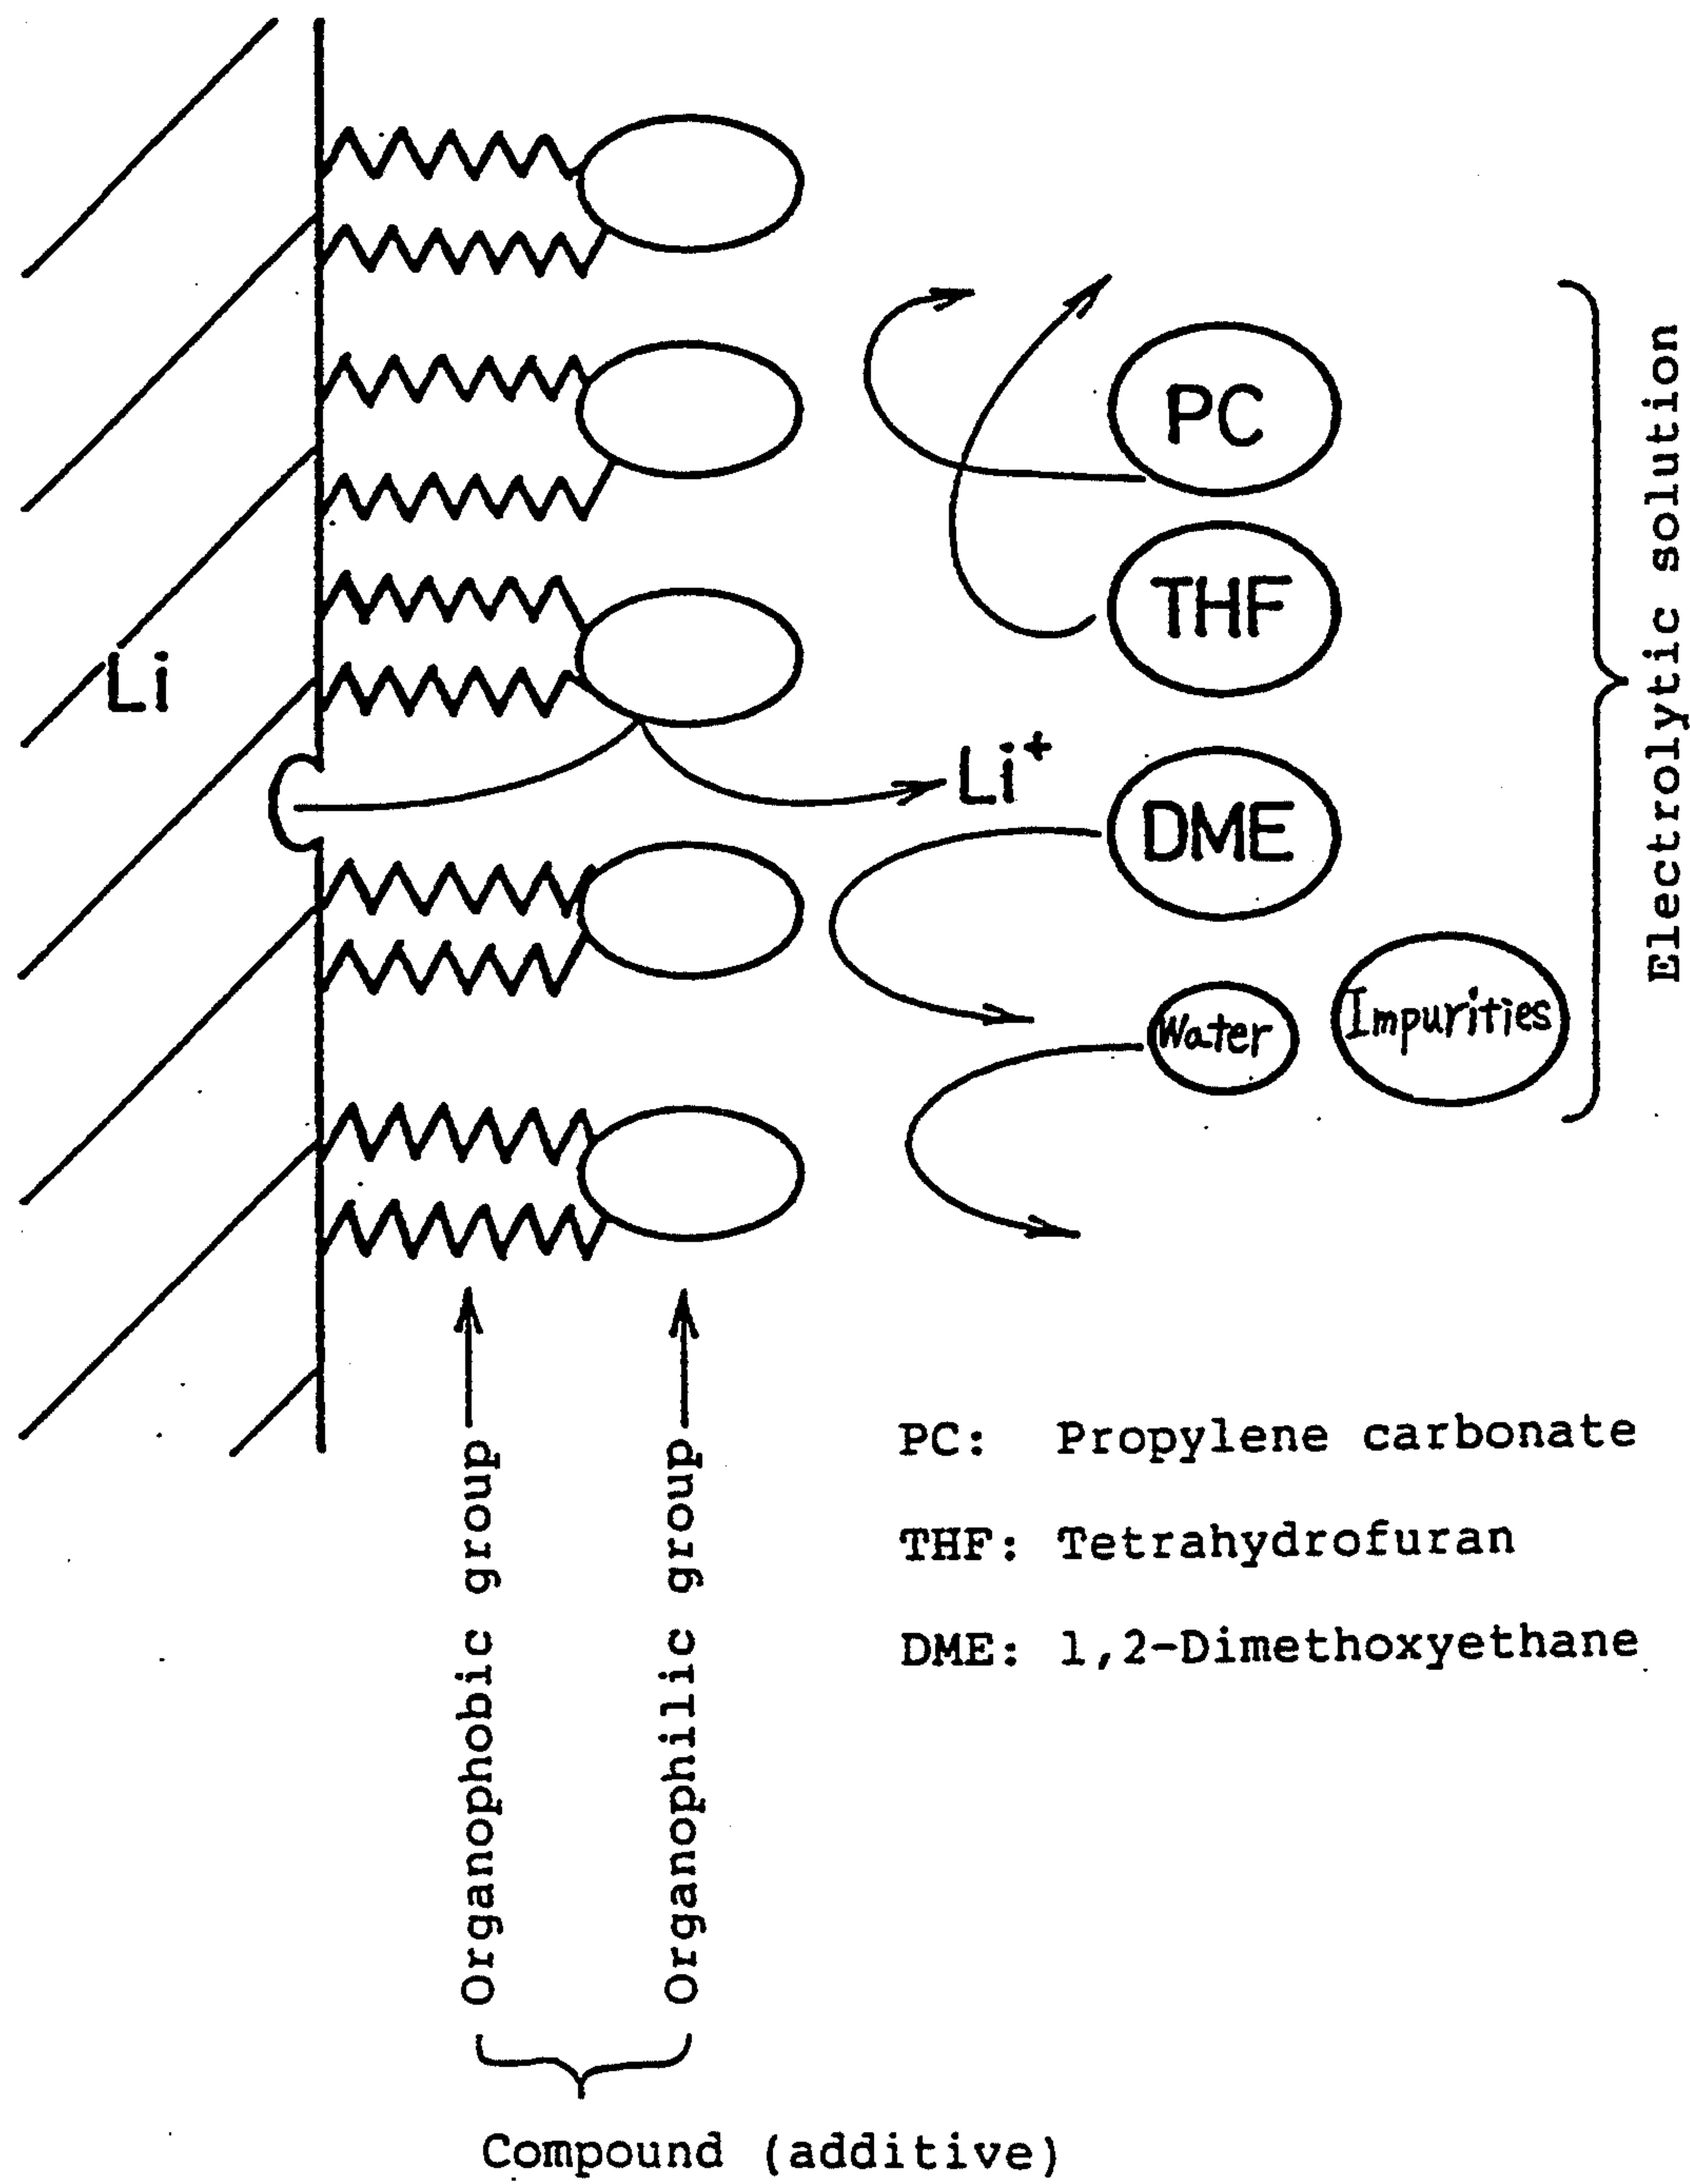 PC
THF
Li
Li+
DME
Water
Impurities
Electrolytic solution
PC: Propylene carbonate
THF: Tetrahydrofuran
DME: 1,2-Dimethoxyethane
Organophobic group
Organophilic group
Compound (additive)